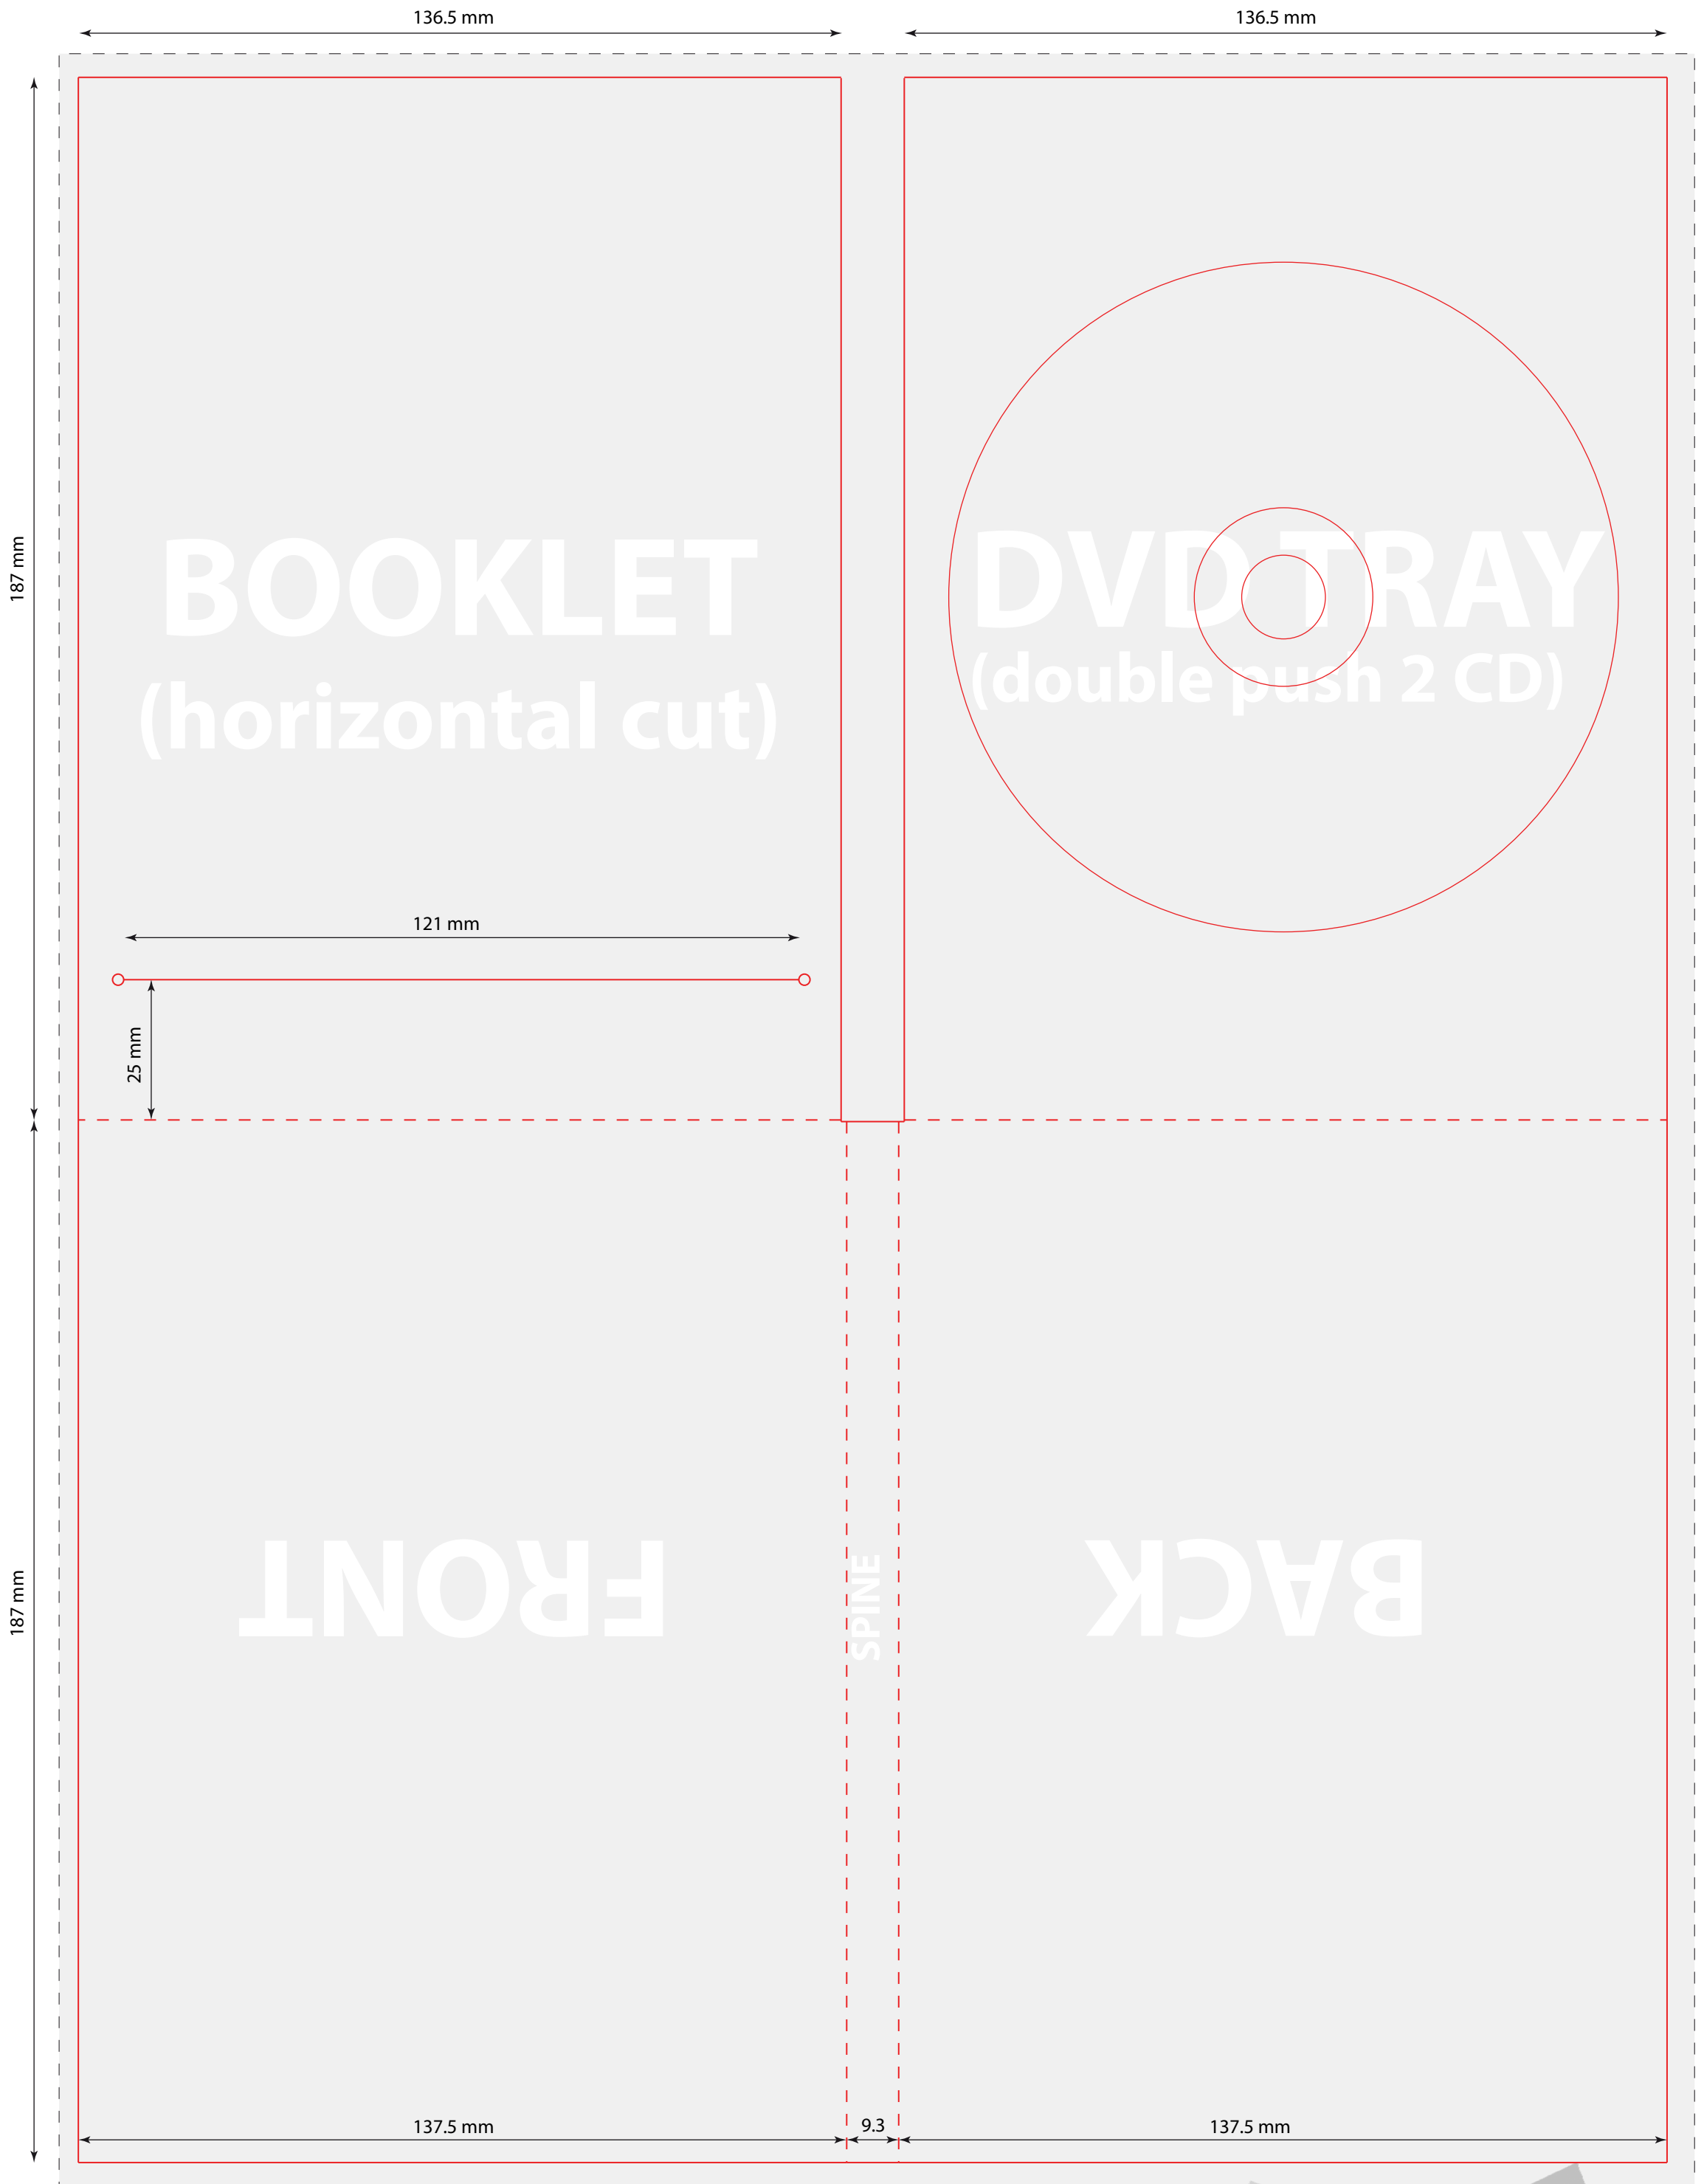 136.5 mm
136.5 mm
187 mm
BOOKLET
(horizontal cut)
DVD TRAY
(double push 2 CD)
121 mm
25 mm
187 mm
FRONT
SPINE
BACK
137.5 mm
9.3
137.5 mm